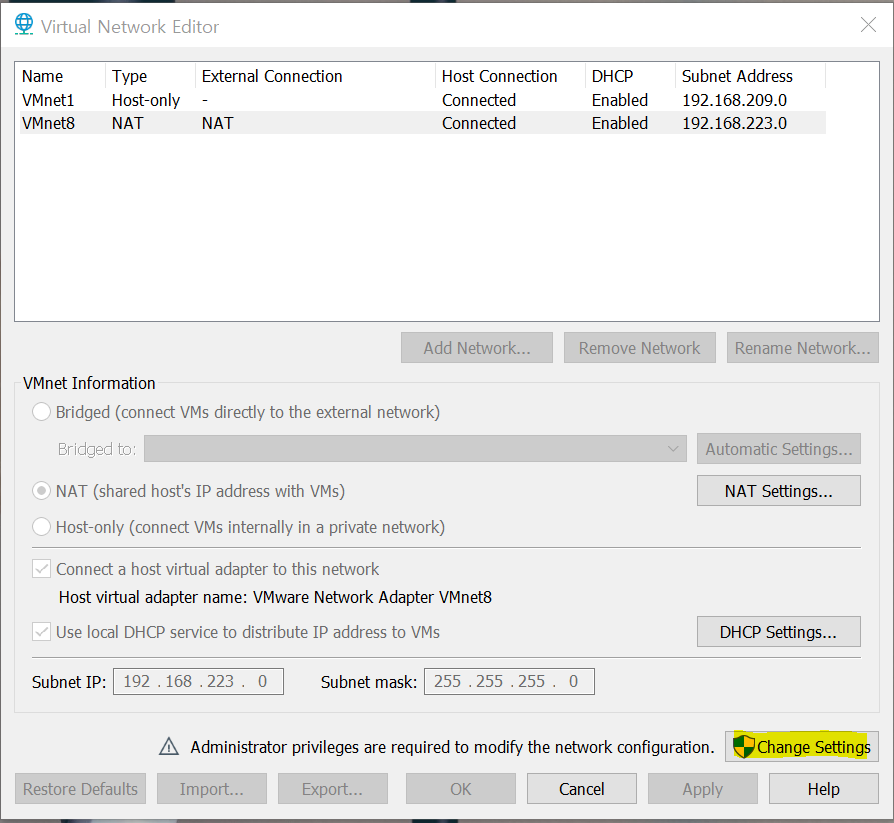 Virtual Network Editor
Name Type External Connection Host Connection DHCP Subnet Address
VMnet1 Host-only - Connected Enabled 192.168.209.0
VMnet8 NAT NAT Connected Enabled 192.168.223.0
Add Network... Remove Network Rename Network...
VMnet Information
Bridged (connect VMs directly to the external network)
Bridged to: Automatic Settings...
NAT (shared host's IP address with VMs) NAT Settings...
Host-only (connect VMs internally in a private network)
Connect a host virtual adapter to this network
Host virtual adapter name: VMware Network Adapter VMnet8
Use local DHCP service to distribute IP address to VMs DHCP Settings...
Subnet IP: 192 . 168 . 223 . 0 Subnet mask: 255 . 255 . 255 . 0
Administrator privileges are required to modify the network configuration. Change Settings
Restore Defaults Import... Export... OK Cancel Apply Help